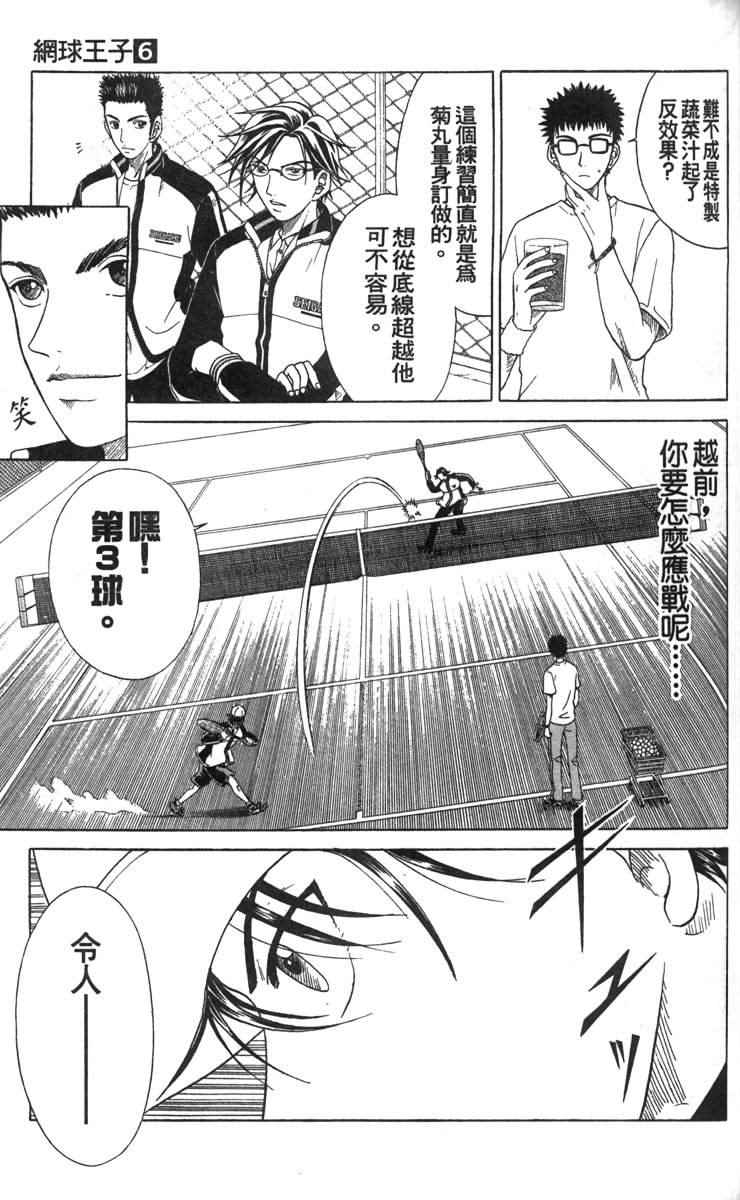 網球王子6
難不成是特製
蔬菜汁起了
反效果?
這個練習簡直就是為
菊丸量身訂做的。
想從底線超越他
可不容易。
笑
越前,
你要怎麼應戰呢……
嘿!
第3球。
令人——